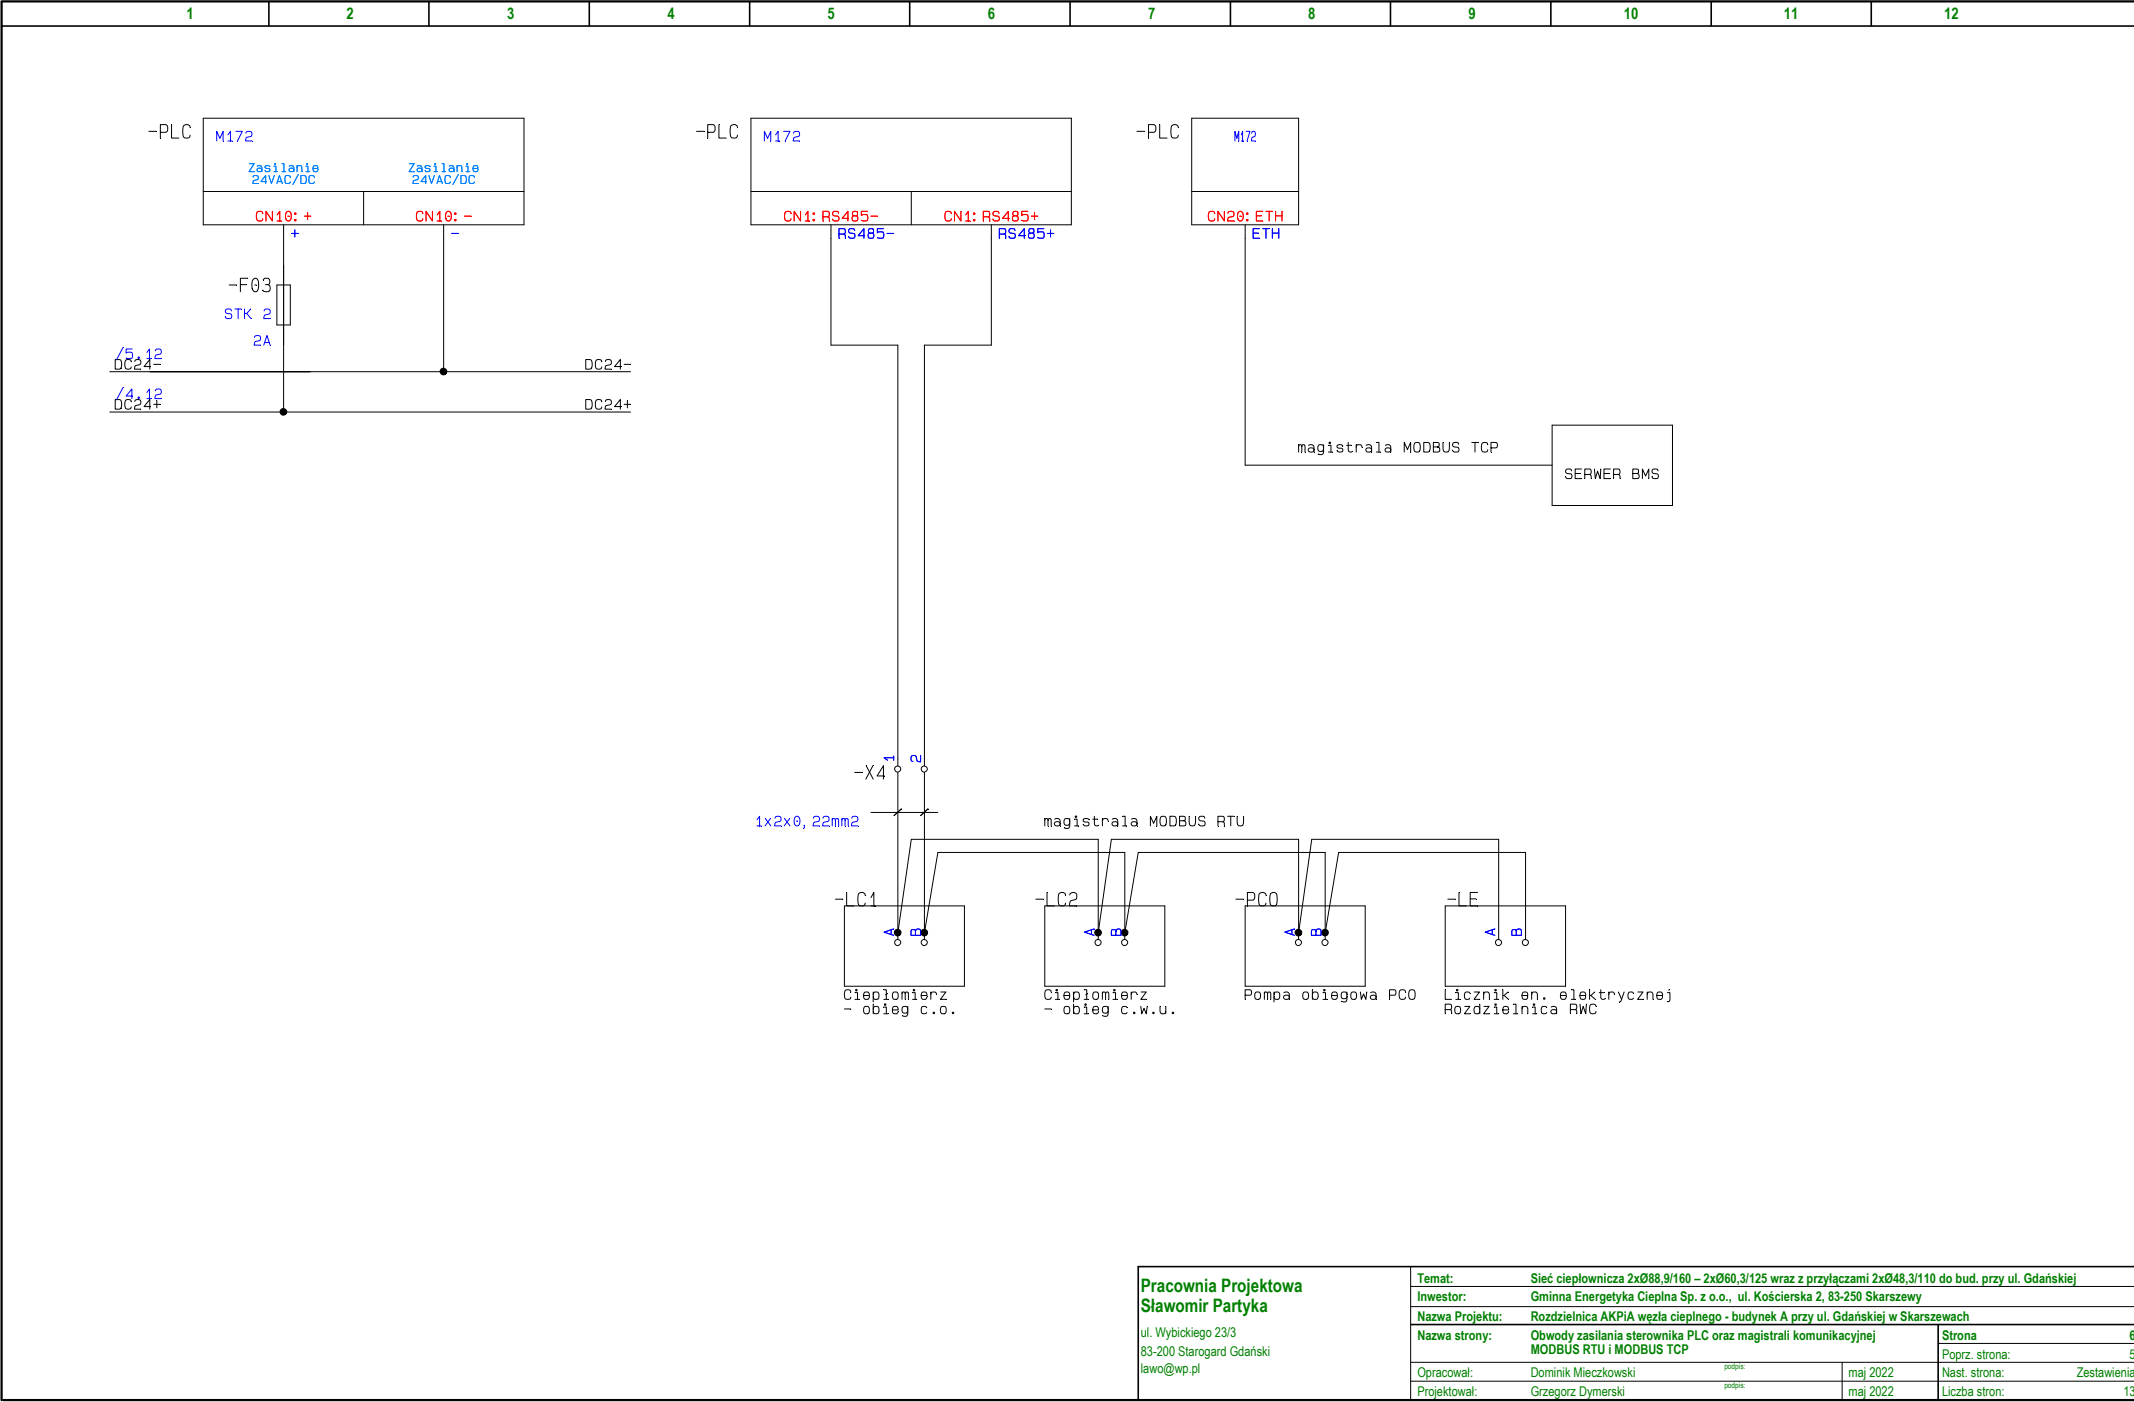 1 2 3 4 5 6 7 8 9 10 11 12
-PLC
M172
Zasilanie
24VAC/DC
Zasilanie
24VAC/DC
CN10: +
CN10: -
+
-
-F03
STK 2
2A
/5.12
DC24-
DC24-
/4.12
DC24+
DC24+
-PLC
M172
CN1: RS485-
CN1: RS485+
RS485-
RS485+
-PLC
M172
CN20: ETH
ETH
magistrala MODBUS TCP
SERWER BMS
1
2
-X4
1x2x0,22mm2
magistrala MODBUS RTU
-LC1
A
B
Ciepłomierz
- obieg c.o.
-LC2
A
B
Ciepłomierz
- obieg c.w.u.
-PCO
A
B
Pompa obiegowa PCO
-LE
A
B
Licznik en. elektrycznej
Rozdzielnica RWC
Pracownia Projektowa
Sławomir Partyka
ul. Wybickiego 23/3
83-200 Starogard Gdański
lawo@wp.pl
Temat: Sieć ciepłownicza 2xØ88,9/160 – 2xØ60,3/125 wraz z przyłączami 2xØ48,3/110 do bud. przy ul. Gdańskiej
Inwestor: Gminna Energetyka Cieplna Sp. z o.o., ul. Kościerska 2, 83-250 Skarszewy
Nazwa Projektu: Rozdzielnica AKPiA węzła cieplnego - budynek A przy ul. Gdańskiej w Skarszewach
Nazwa strony: Obwody zasilania sterownika PLC oraz magistrali komunikacyjnej
MODBUS RTU i MODBUS TCP
Strona 6
Poprz. strona: 5
Opracował: Dominik Mieczkowski podpis: maj 2022 Nast. strona: Zestawienia
Projektował: Grzegorz Dymerski podpis: maj 2022 Liczba stron: 13